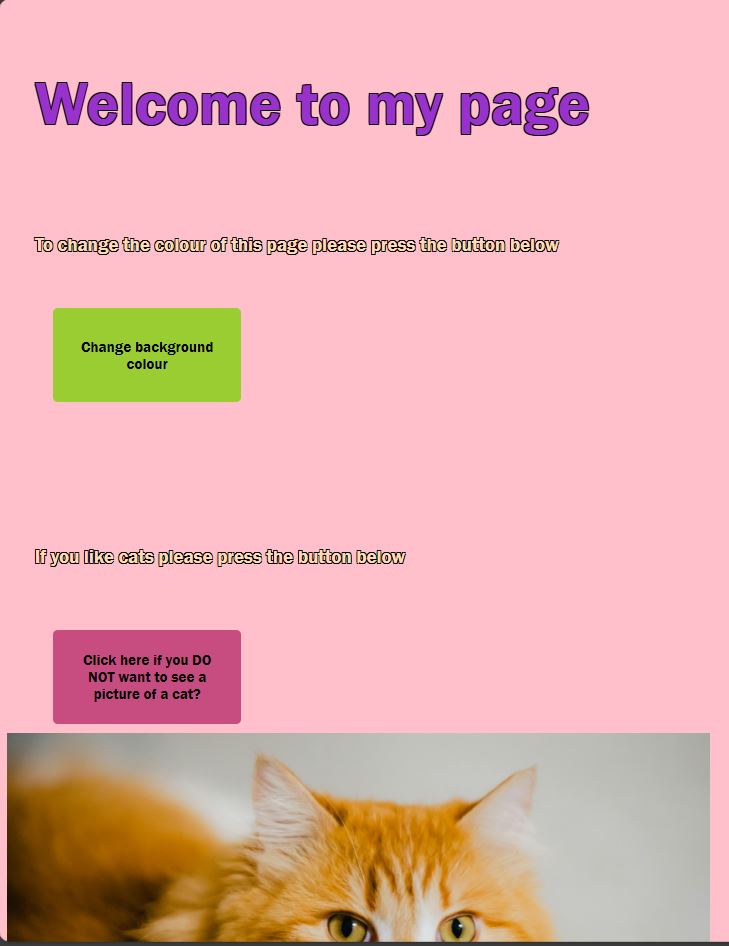 Welcome to my page
To change the colour of this page please press the button below
Change background
colour
If you like cats please press the button below
Click here if you DO
NOT want to see a
picture of a cat?